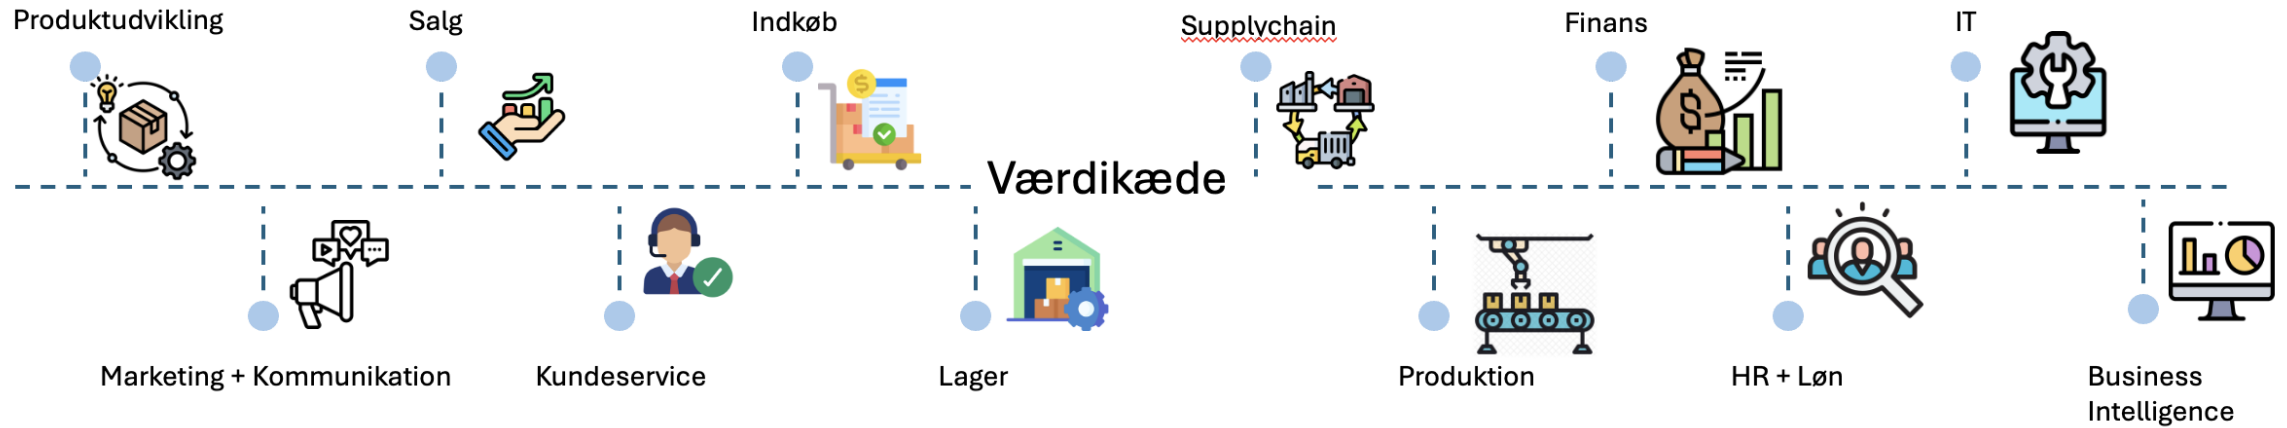 Produktudvikling
Salg
Indkøb
Supplychain
Finans
IT
Værdikæde
Marketing + Kommunikation
Kundeservice
Lager
Produktion
HR + Løn
Business
Intelligence